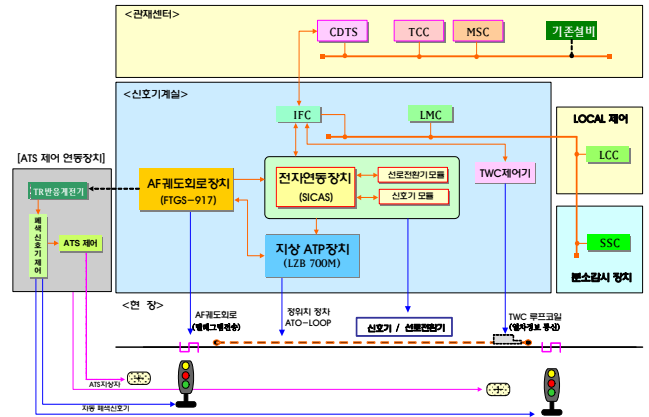 <관재센터>
CDTS
TCC
MSC
기존설비
<신호기계실>
IFC
LMC
LOCAL 제어
LCC
[ATS 제어 연동장치]
TR반응계전기
폐색신호기제어
ATS 제어
AF궤도회로장치
(FTGS-917)
전자연동장치
(SICAS)
선로전환기 모듈
신호기 모듈
TWC제어기
지상 ATP장치
(LZB 700M)
SSC
분소감시 장치
<현 장>
AF궤도회로
(텔레그램전송)
정위치 정차
ATO-LOOP
신호기 / 선로전환기
TWC 루프코일
(열차정보 통신)
ATS지상자
자동 폐색신호기